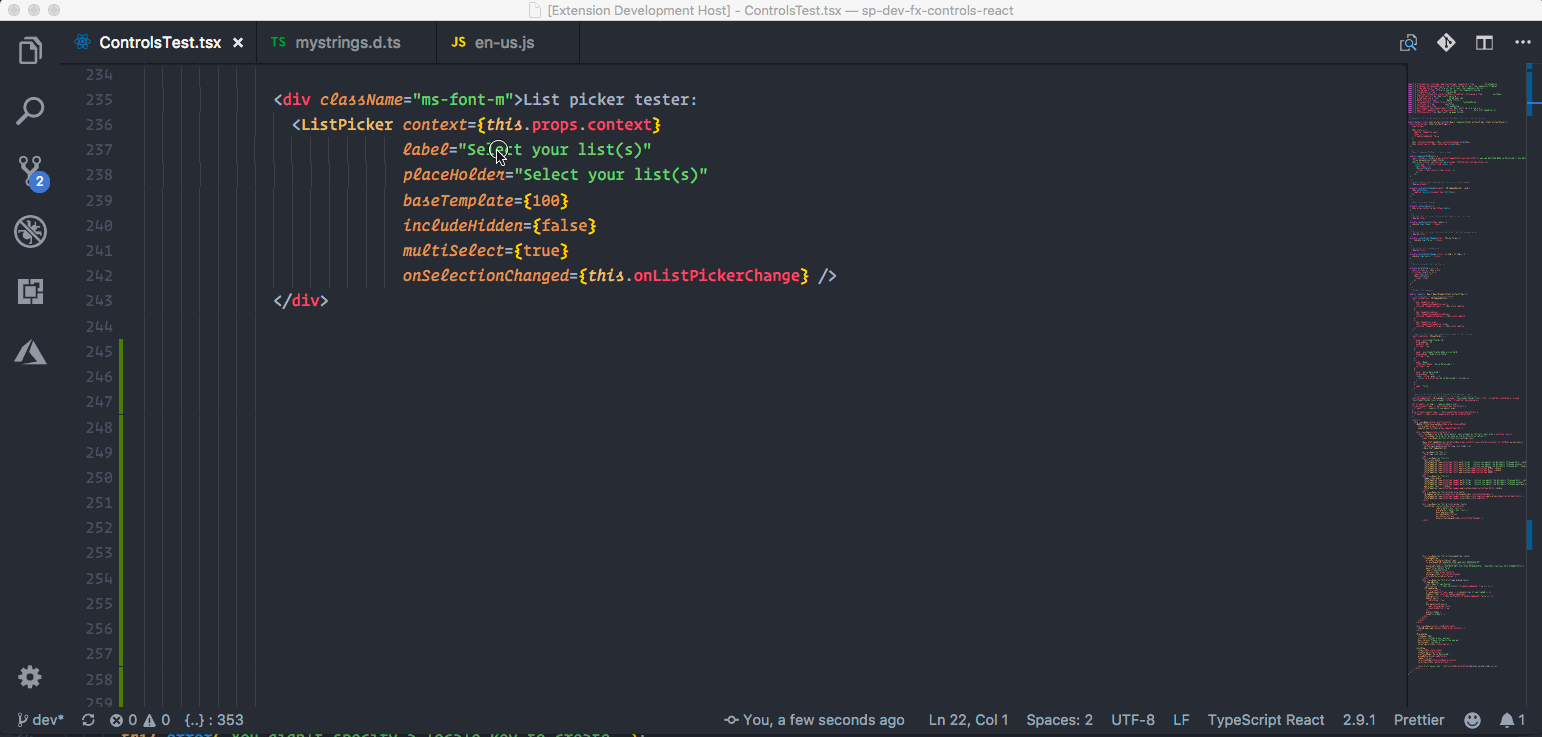 [Extension Development Host] - ControlsTest.tsx — sp-dev-fx-controls-react
ControlsTest.tsx × TS mystrings.d.ts JS en-us.js
234
235 <div className="ms-font-m">List picker tester:
236 <ListPicker context={this.props.context}
237 label="Select your list(s)"
238 placeHolder="Select your list(s)"
239 baseTemplate={100}
240 includeHidden={false}
241 multiSelect={true}
242 onSelectionChanged={this.onListPickerChange} />
243 </div>
244
245
246
247
248
249
250
251
252
253
254
255
256
257
258
259
2
dev* 0 0 {..} : 353 You, a few seconds ago Ln 22, Col 1 Spaces: 2 UTF-8 LF TypeScript React 2.9.1 Prettier 1